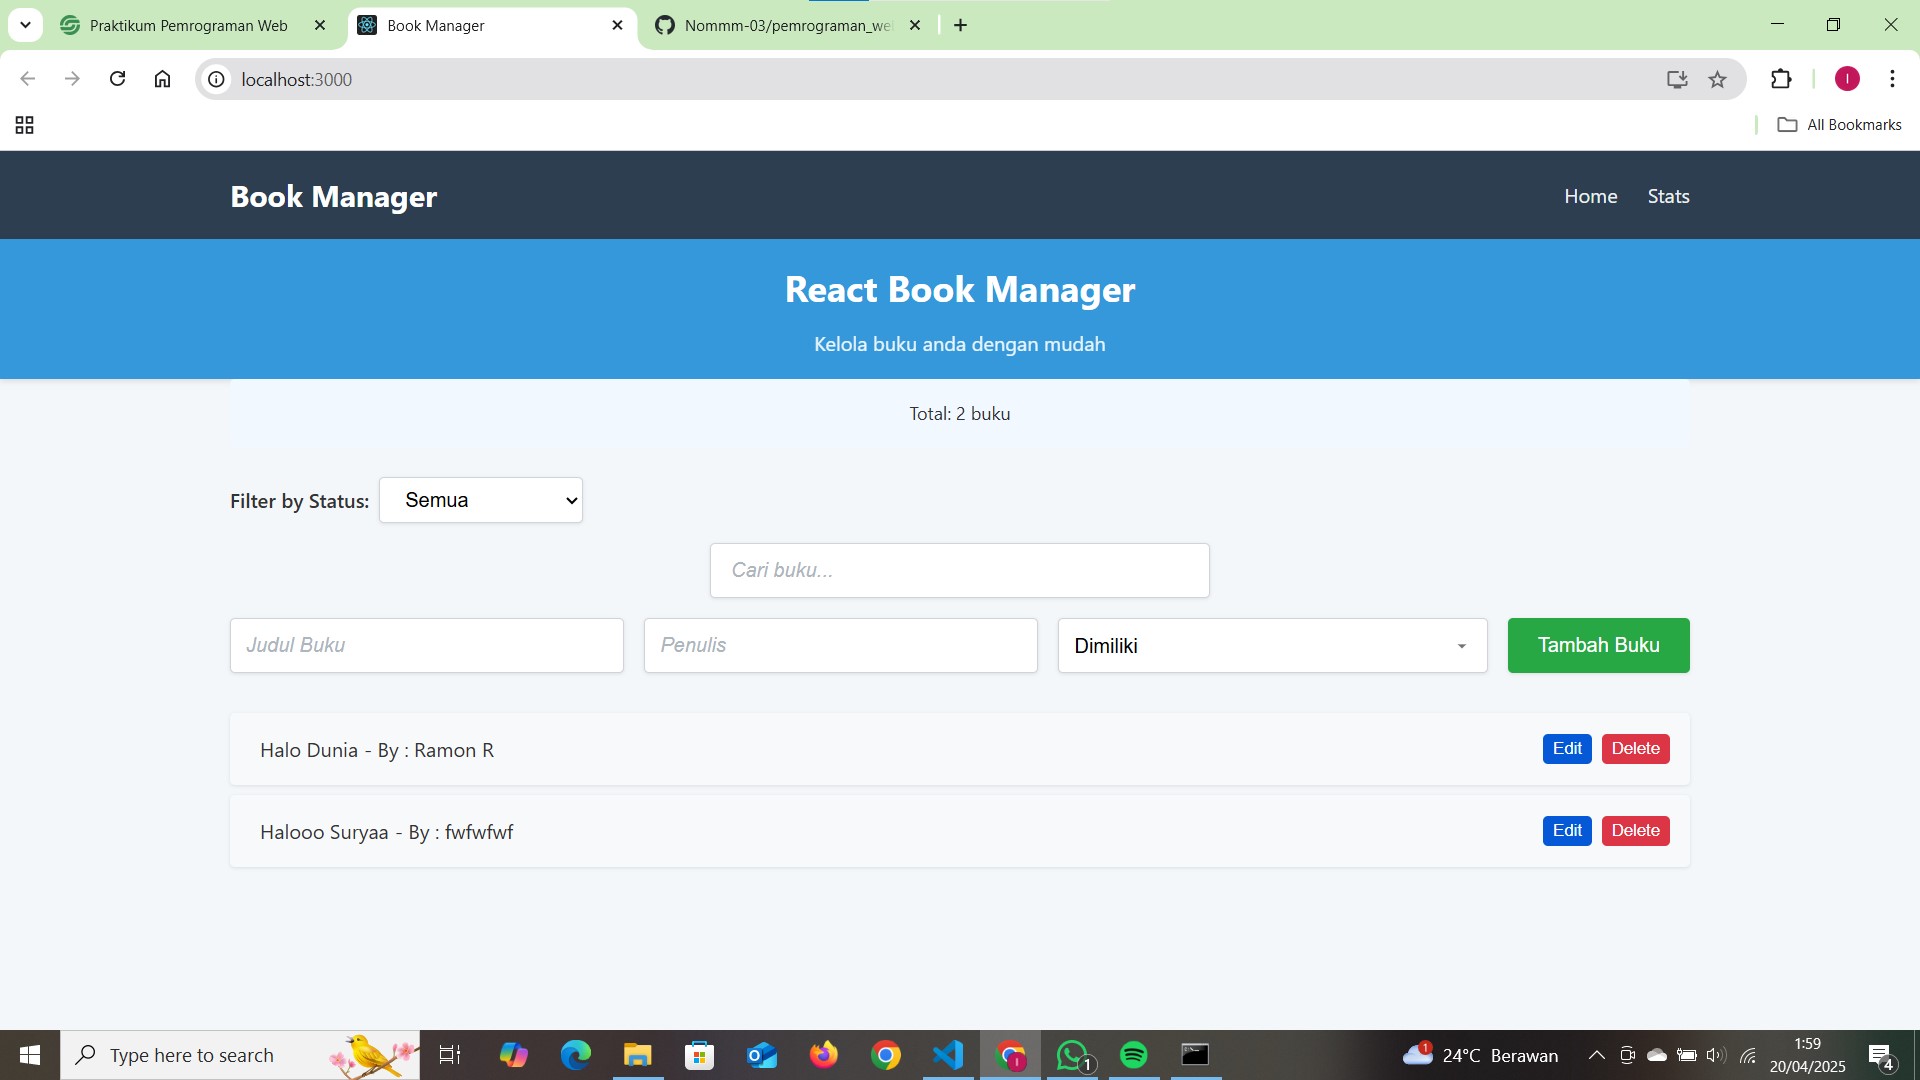 Praktikum Pemrograman Web
Book Manager
Nommm-03/pemrograman_we
localhost:3000
I
All Bookmarks
Book Manager
Home
Stats
React Book Manager
Kelola buku anda dengan mudah
Total: 2 buku
Filter by Status:
Semua
Cari buku...
Judul Buku
Penulis
Dimiliki
Tambah Buku
Halo Dunia - By : Ramon R
Edit
Delete
Halooo Suryaa - By : fwfwfwf
Edit
Delete
Type here to search
1
1
24°C Berawan
1:59
20/04/2025
4